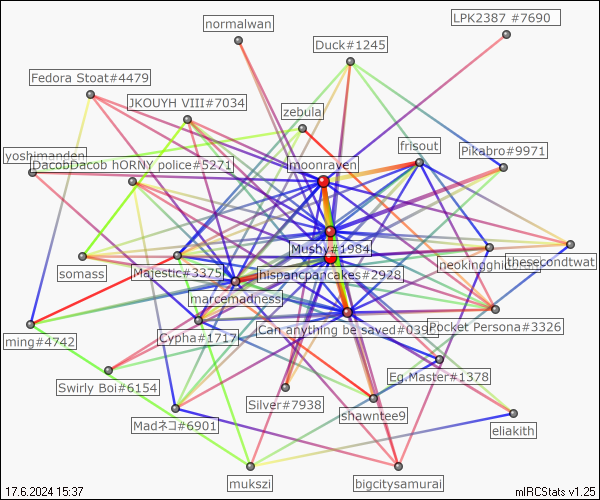 normalwan
LPK2387 #7690
Duck#1245
Fedora Stoat#4479
JKOUYH VIII#7034
zebula
frisout
Pikabro#9971
yoshimanden
DacobDacob hORNY police#5271
moonraven
Mushy#1984
thesecondtwat
somass
Majestic#3375
hispancpancakes#2928
marcemadness
Can anything be saved#039
Pocket Persona#3326
ming#4742
Cypha#1717
Eg.Master#1378
Swirly Boi#6154
Silver#7938
shawntee9
Madネコ#6901
eliakith
mukszi
bigcitysamurai
17.6.2024 15:37
mIRCStats v1.25